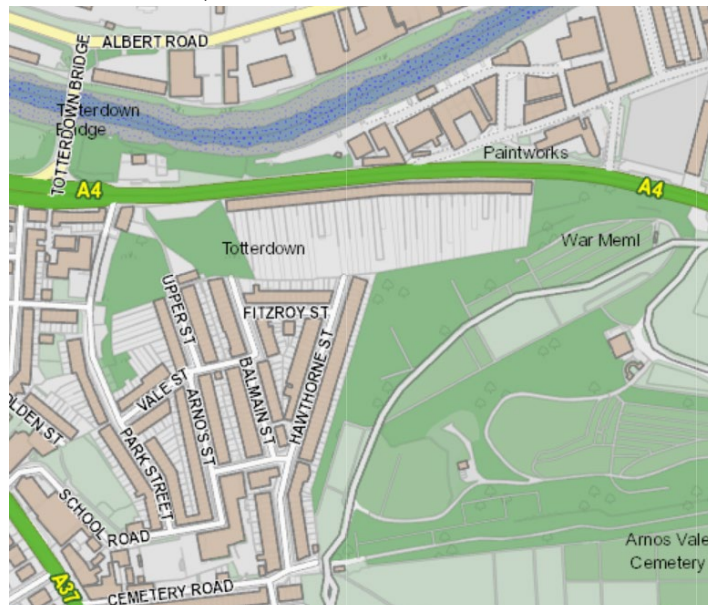 ALBERT ROAD
TOTTERDOWN BRIDGE
Totterdown
Bridge
Paintworks
A4
A4
Totterdown
War Meml
UPPER ST
FITZROY ST
HAWTHORNE ST
BALMAIN ST
VALE ST
ARNO'S ST
OLDEN ST
PARK STREET
SCHOOL ROAD
Arnos Vale
Cemetery
A37
CEMETERY ROAD